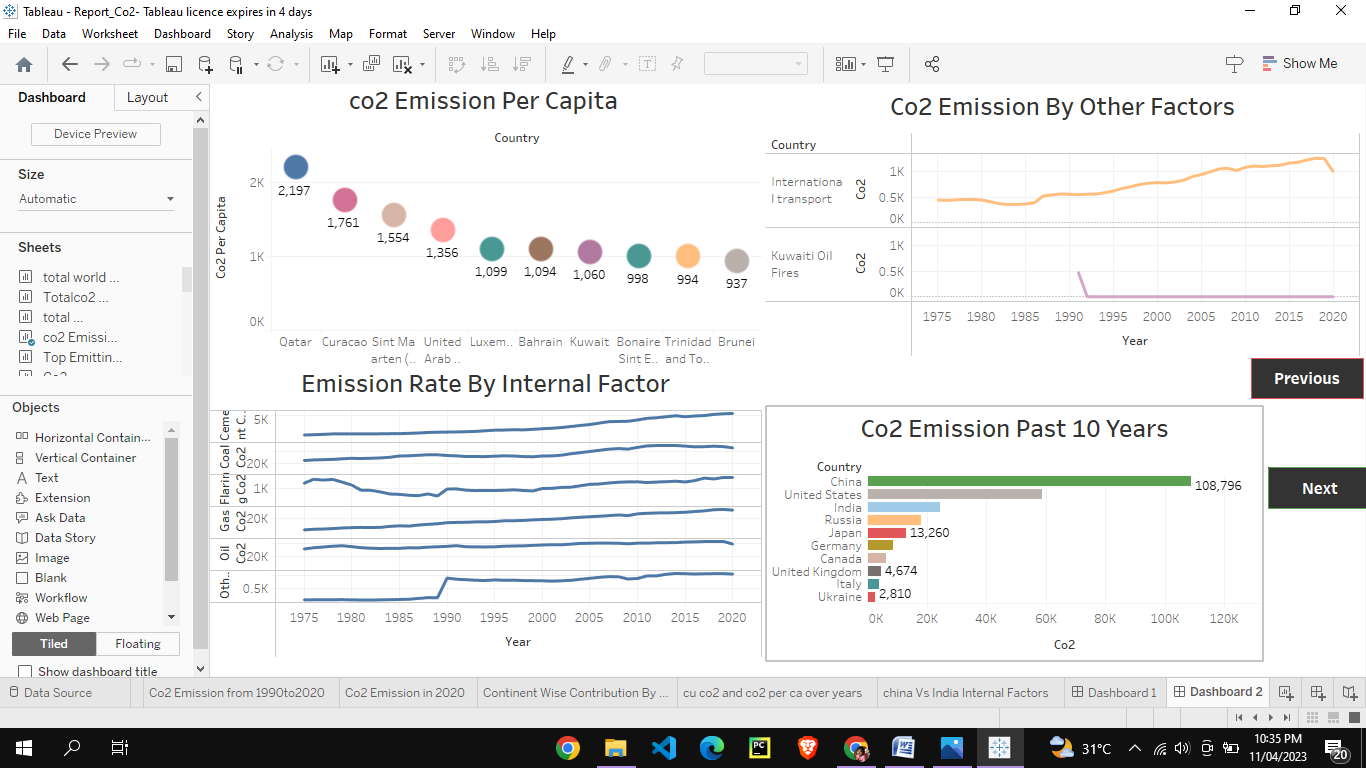 Tableau - Report_Co2- Tableau licence expires in 4 days
File Data Worksheet Dashboard Story Analysis Map Format Server Window Help
Show Me
Dashboard Layout
Device Preview
Size
Automatic
Sheets
total world ...
Totalco2 ...
total ...
co2 Emissi...
Top Emittin...
Objects
Horizontal Contain...
Vertical Container
Text
Extension
Ask Data
Data Story
Image
Blank
Workflow
Web Page
Tiled Floating
Show dashboard title
co2 Emission Per Capita
Country
Co2 Per Capita
2K
1K
0K
2,197
1,761
1,554
1,356
1,099
1,094
1,060
998
994
937
Qatar Curacao Sint Ma United Luxem.. Bahrain Kuwait Bonaire Trinidad Brunei
arten (.. Arab .. Sint E.. and To..
Co2 Emission By Other Factors
Country
Internationa
l transport
Co2
1K
0.5K
0K
Kuwaiti Oil
Fires
Co2
1K
0.5K
0K
1975 1980 1985 1990 1995 2000 2005 2010 2015 2020
Year
Previous
Next
Emission Rate By Internal Factor
Ceme
nt C..
5K
Coal
Co2
20K
Flarin
g Co2
1K
Gas
Co2
20K
Oil
Co2
20K
Oth..
0.5K
1975 1980 1985 1990 1995 2000 2005 2010 2015 2020
Year
Co2 Emission Past 10 Years
Country
China 108,796
United States
India
Russia
Japan 13,260
Germany
Canada
United Kingdom 4,674
Italy
Ukraine 2,810
0K 20K 40K 60K 80K 100K 120K
Co2
Data Source Co2 Emission from 1990to2020 Co2 Emission in 2020 Continent Wise Contribution By ... cu co2 and co2 per ca over years china Vs India Internal Factors Dashboard 1 Dashboard 2
31°C
10:35 PM
11/04/2023
20